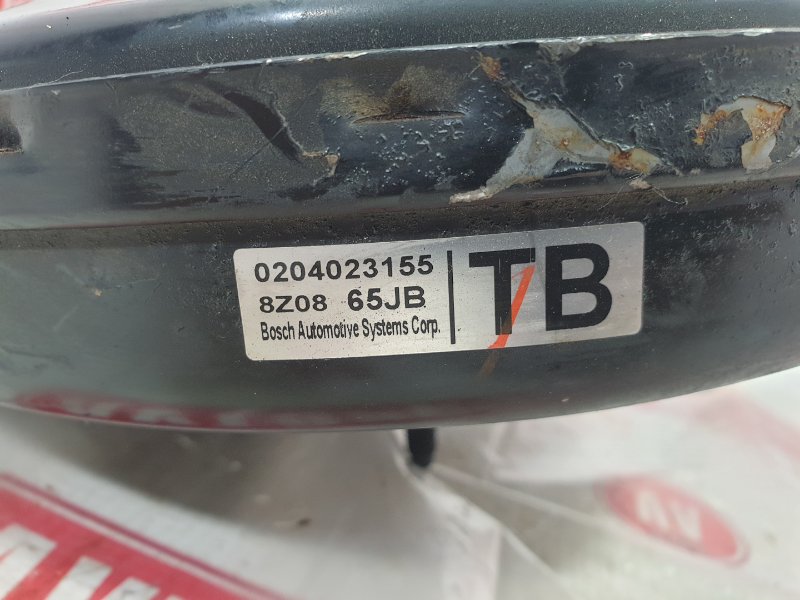 0204023155
8Z08 65JB
Bosch Automotive Systems Corp.
TB